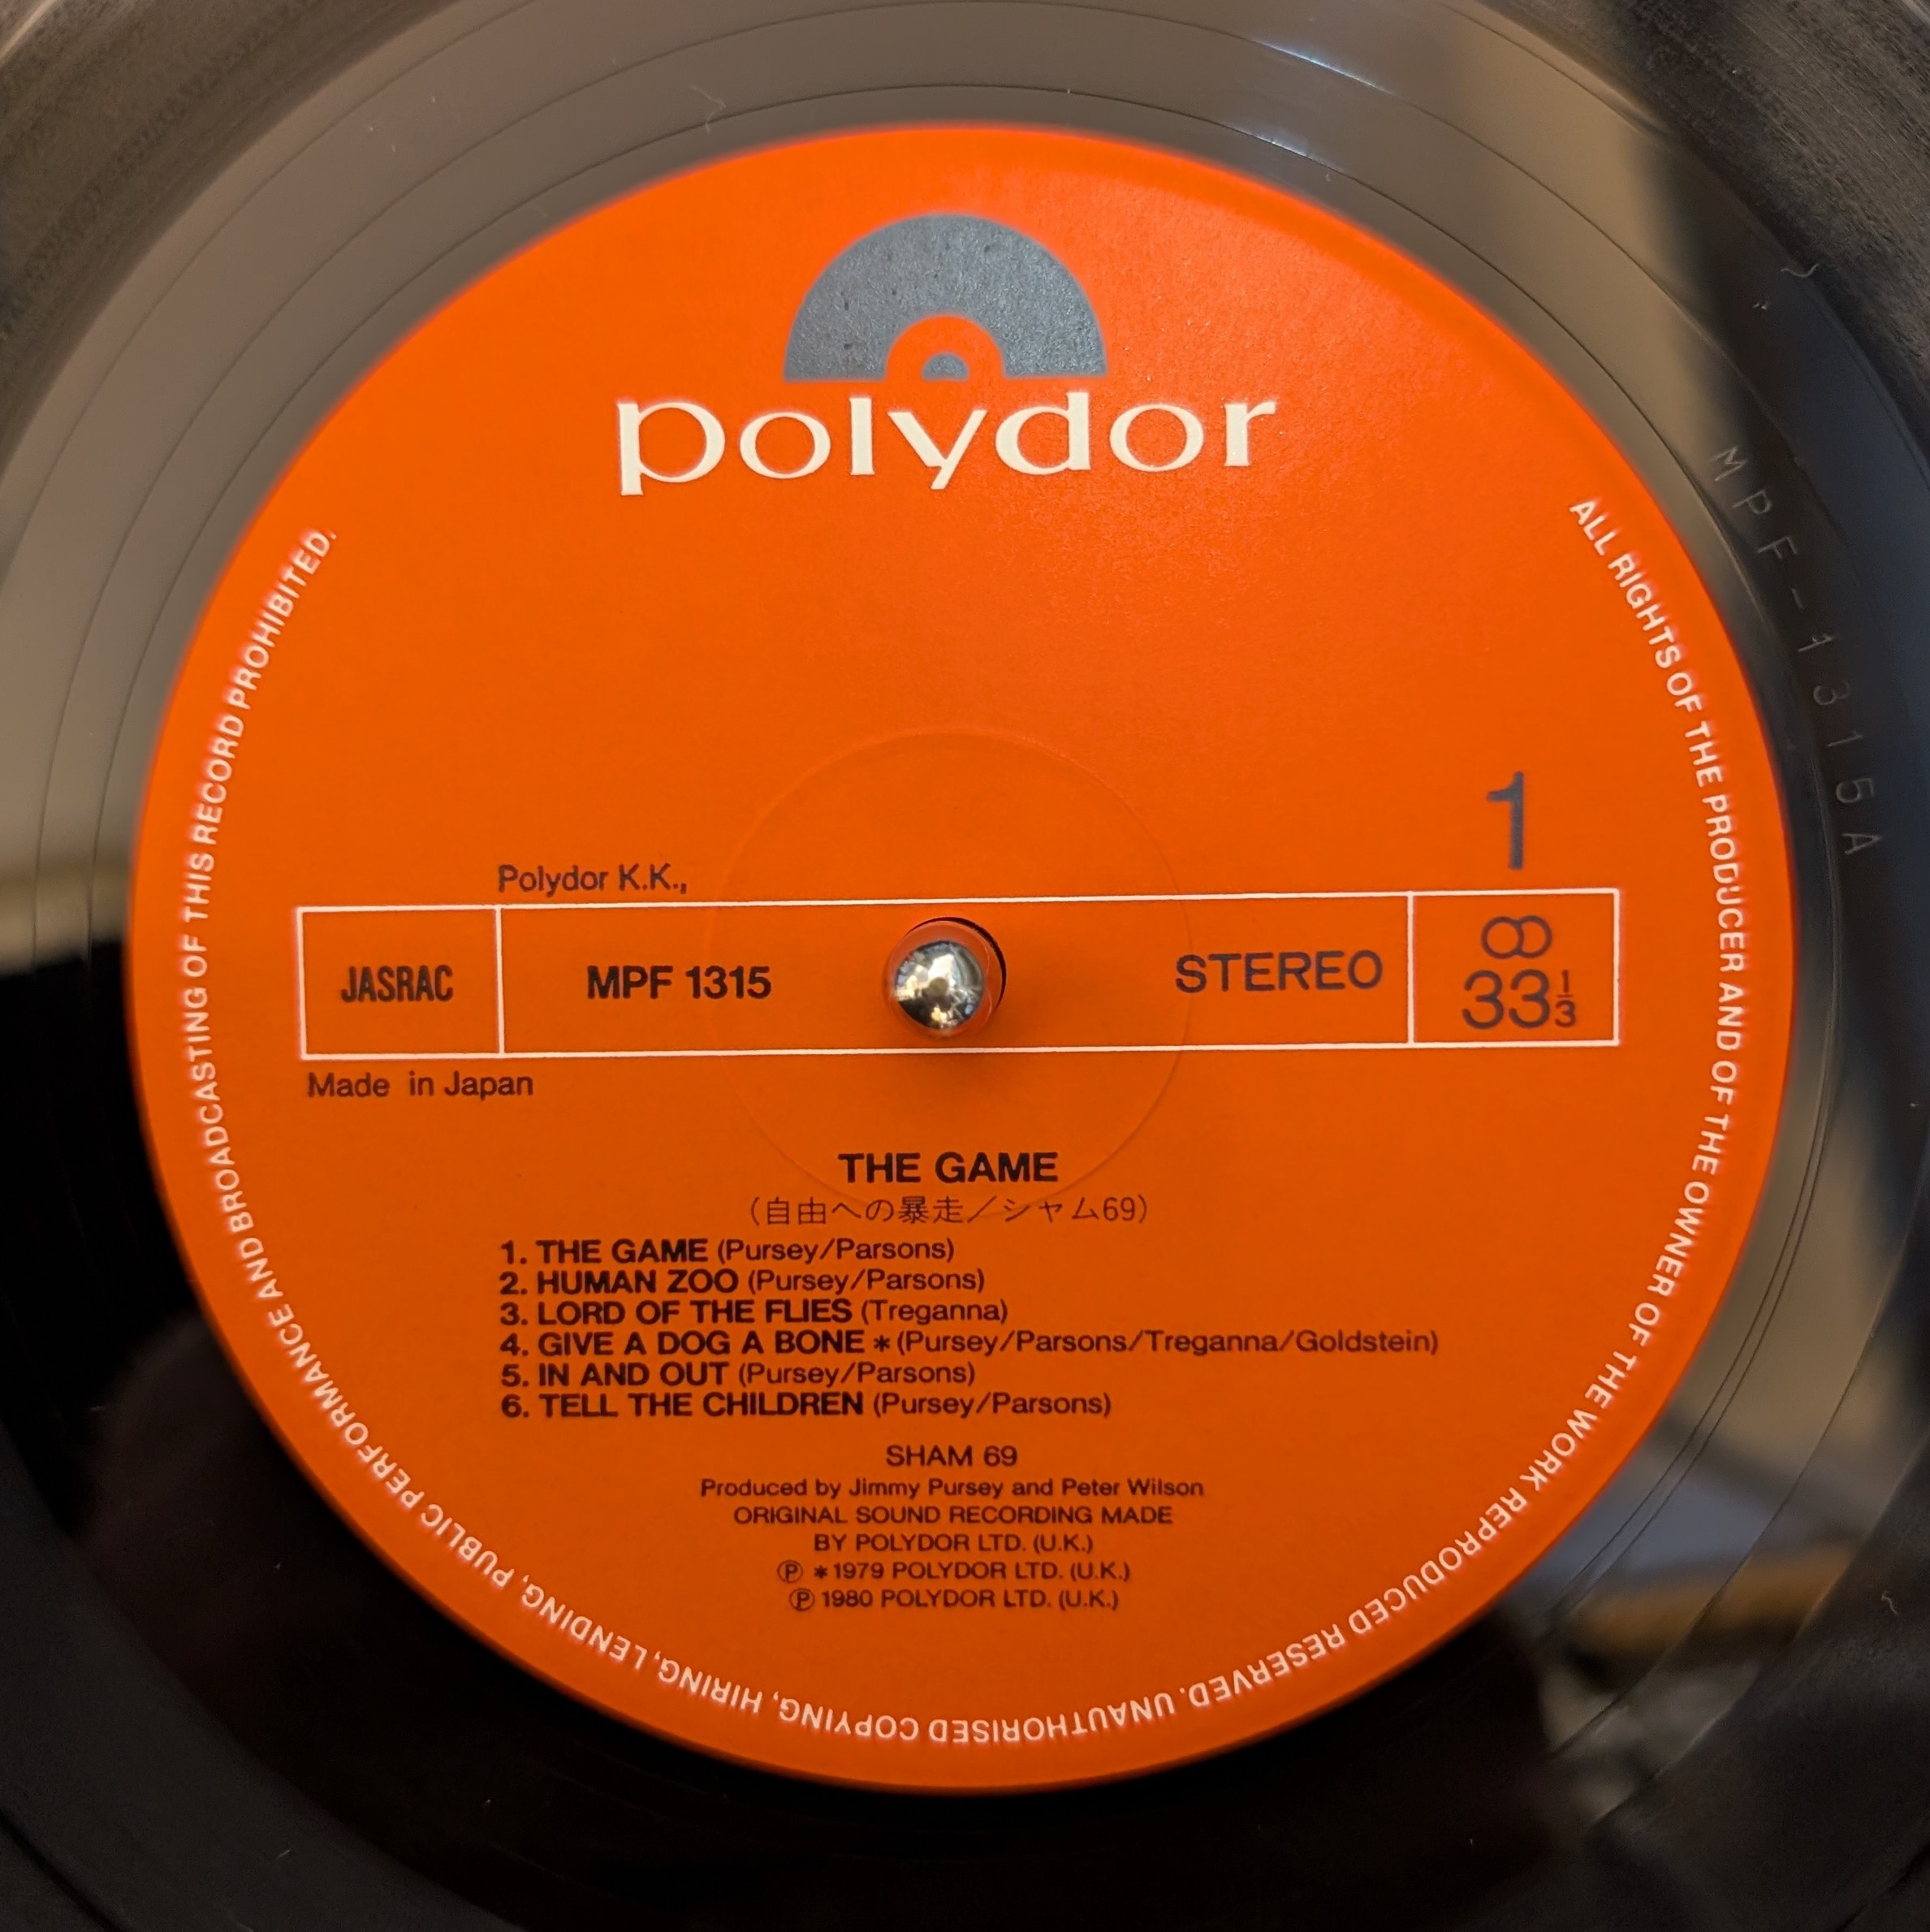 polydor
ALL RIGHTS OF THE PRODUCER AND OF THE OWNER OF THE WORK REPRODUCED RESERVED. UNAUTHORISED COPYING, HIRING, LENDING, PUBLIC PERFORMANCE AND BROADCASTING OF THIS RECORD PROHIBITED.
MPF-1315A
1
Polydor K.K.,
JASRAC MPF 1315 STEREO 33⅓
Made in Japan
THE GAME
(自由への暴走/シャム69)
1. THE GAME (Pursey/Parsons)
2. HUMAN ZOO (Pursey/Parsons)
3. LORD OF THE FLIES (Treganna)
4. GIVE A DOG A BONE * (Pursey/Parsons/Treganna/Goldstein)
5. IN AND OUT (Pursey/Parsons)
6. TELL THE CHILDREN (Pursey/Parsons)
SHAM 69
Produced by Jimmy Pursey and Peter Wilson
ORIGINAL SOUND RECORDING MADE
BY POLYDOR LTD. (U.K.)
Ⓟ *1979 POLYDOR LTD. (U.K.)
Ⓟ 1980 POLYDOR LTD. (U.K.)